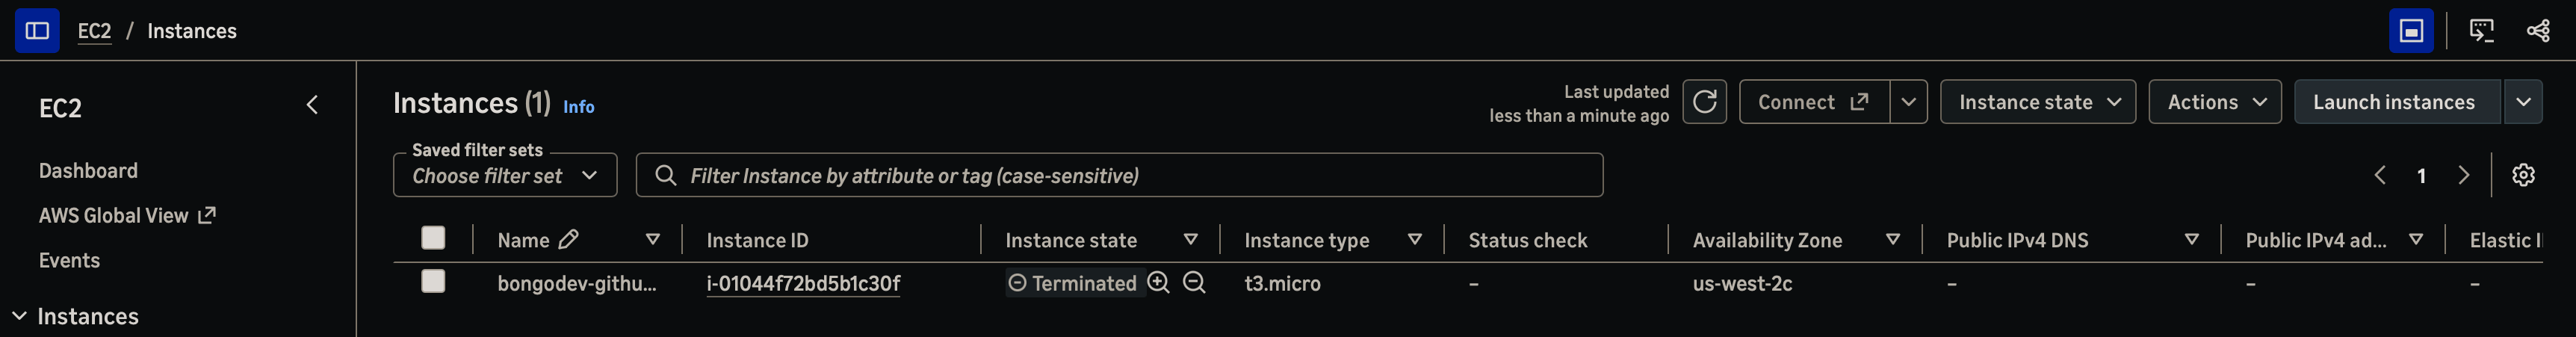 EC2 / Instances
EC2
Dashboard
AWS Global View
Events
Instances
Instances (1) Info
Last updated
less than a minute ago
Connect
Instance state
Actions
Launch instances
Saved filter sets
Choose filter set
Filter Instance by attribute or tag (case-sensitive)
1
Name Instance ID Instance state Instance type Status check Availability Zone Public IPv4 DNS Public IPv4 ad... Elastic I
bongodev-githu... i-01044f72bd5b1c30f Terminated t3.micro – us-west-2c – – –